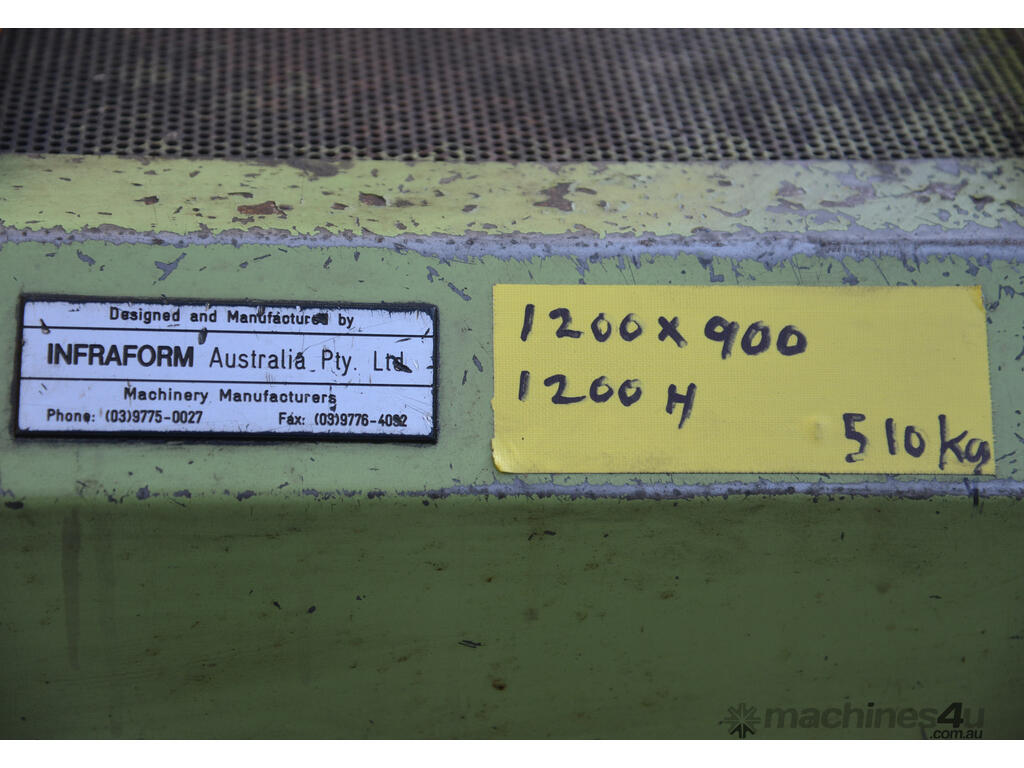 Designed and Manufactured by
INFRAFORM Australia Pty. Ltd.
Machinery Manufacturers
Phone: (03)9775-0027 Fax: (03)9776-4092
1200 x 900
1200 H
510 kg
machines4u
.com.au